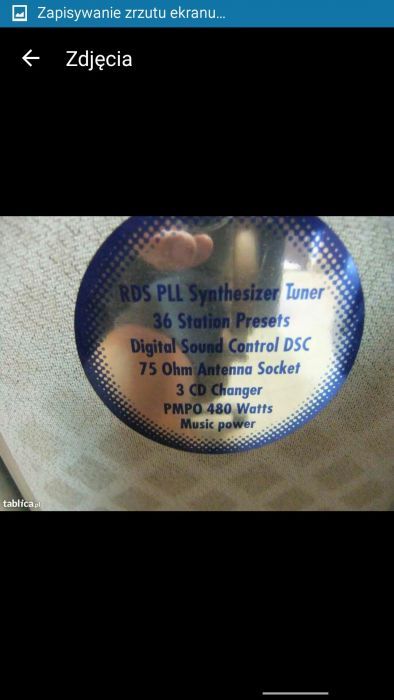 Zapisywanie zrzutu ekranu...
Zdjęcia
RDS PLL Synthesizer Tuner
36 Station Presets
Digital Sound Control DSC
75 Ohm Antenna Socket
3 CD Changer
PMPO 480 Watts
Music power
tablica.pl